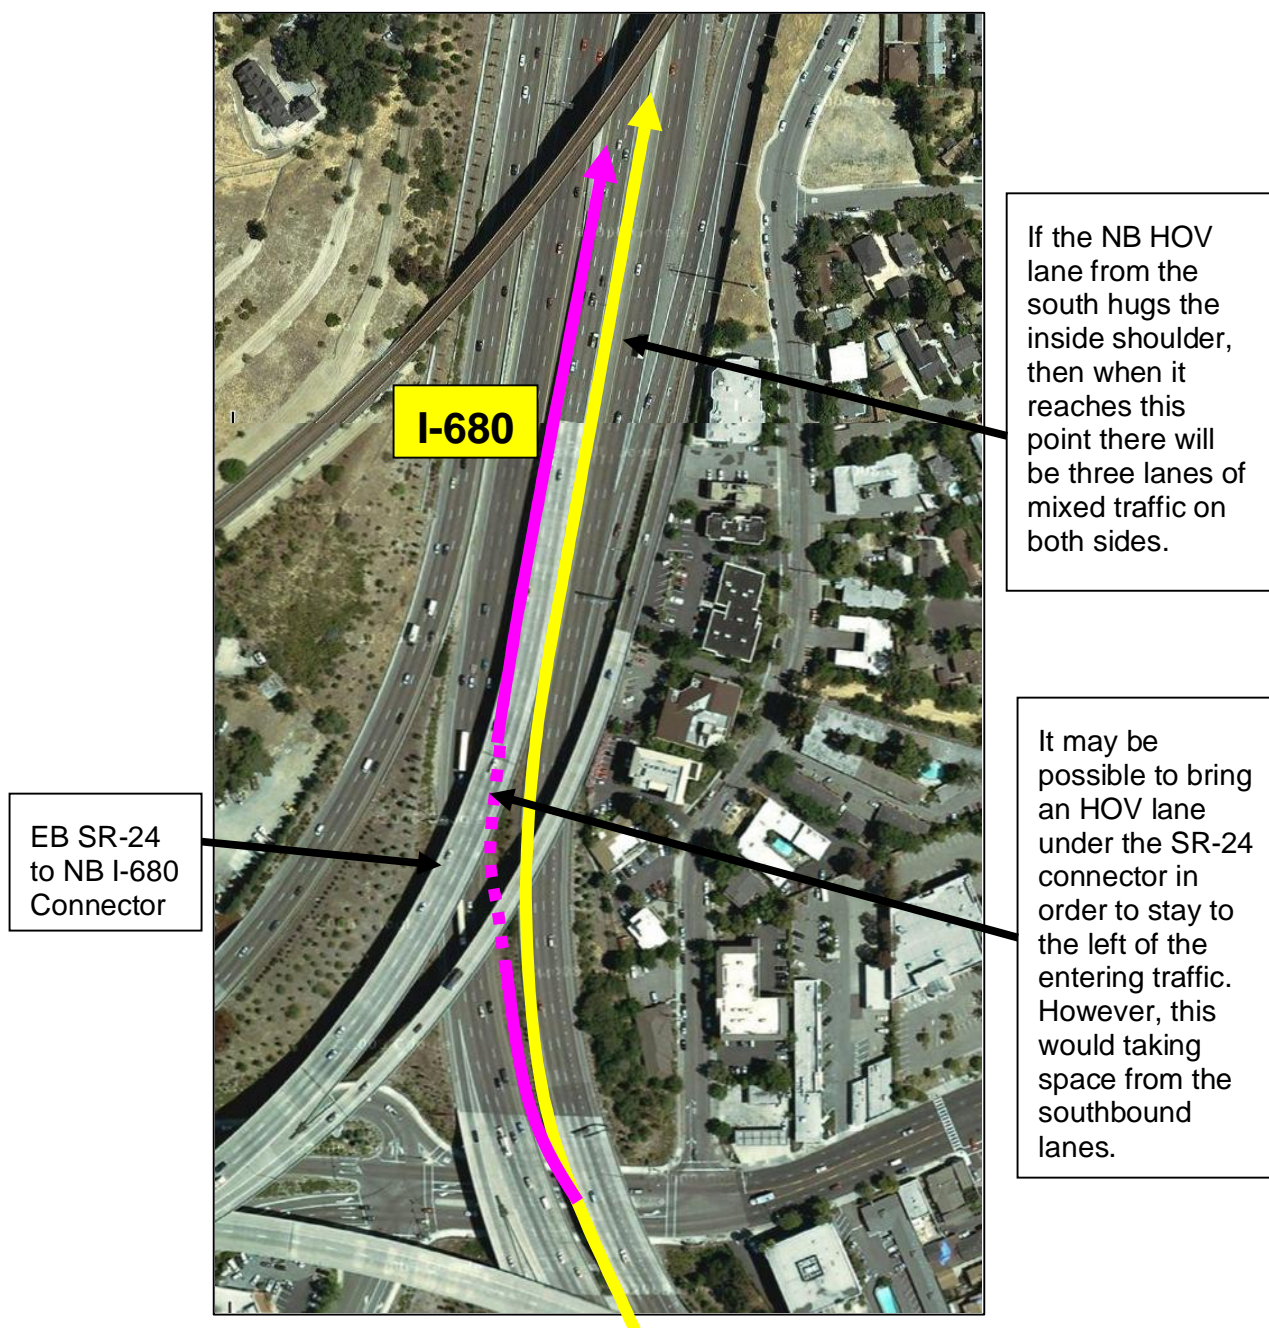 If the NB HOV
lane from the
south hugs the
inside shoulder,
then when it
reaches this
point there will
be three lanes of
mixed traffic on
both sides.
I-680
It may be
possible to bring
an HOV lane
under the SR-24
connector in
order to stay to
the left of the
entering traffic.
However, this
would taking
space from the
southbound
lanes.
EB SR-24
to NB I-680
Connector